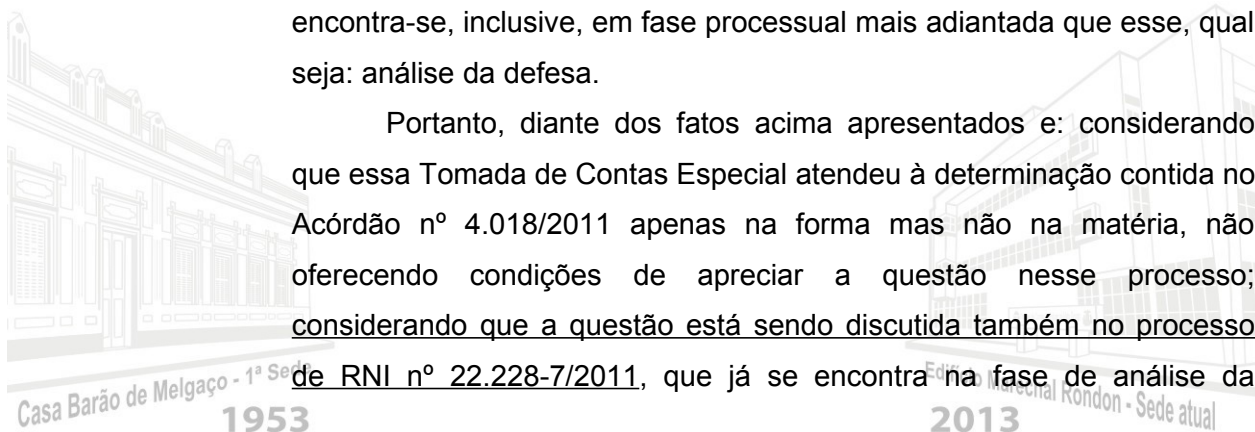 encontra-se, inclusive, em fase processual mais adiantada que esse, qual
seja: análise da defesa.
Portanto, diante dos fatos acima apresentados e: considerando
que essa Tomada de Contas Especial atendeu à determinação contida no
Acórdão nº 4.018/2011 apenas na forma mas não na matéria, não
oferecendo condições de apreciar a questão nesse processo;
considerando que a questão está sendo discutida também no processo
de RNI nº 22.228-7/2011, que já se encontra na fase de análise da
Casa Barão de Melgaço - 1ª Sede
1953
Edifício Marechal Rondon - Sede atual
2013